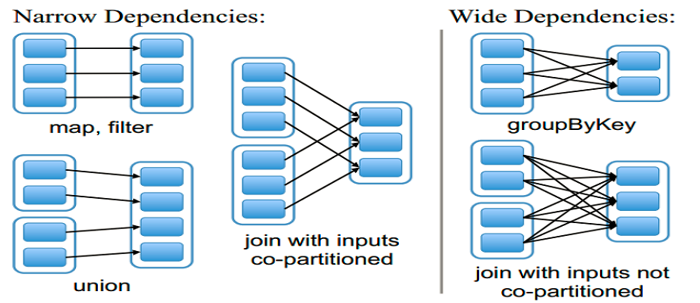 Narrow Dependencies:
Wide Dependencies:
map, filter
groupByKey
join with inputs
co-partitioned
union
join with inputs not
co-partitioned